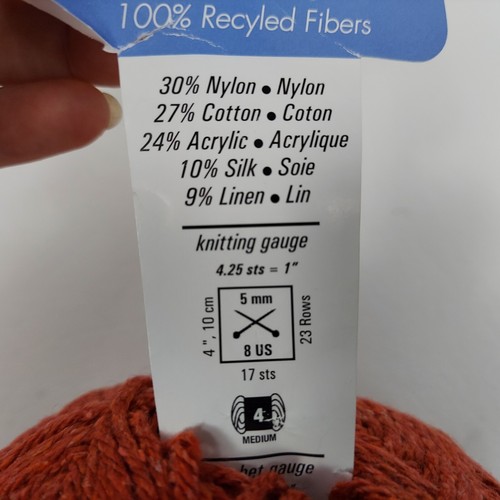 100% Recyled Fibers
30% Nylon • Nylon
27% Cotton • Coton
24% Acrylic • Acrylique
10% Silk • Soie
9% Linen • Lin
knitting gauge
4.25 sts = 1"
4", 10 cm
5 mm
8 US
23 Rows
17 sts
4
MEDIUM
gauge